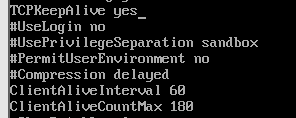 TCPKeepAlive yes_
#UseLogin no
#UsePrivilegeSeparation sandbox
#PermitUserEnvironment no
#Compression delayed
ClientAliveInterval 60
ClientAliveCountMax 180